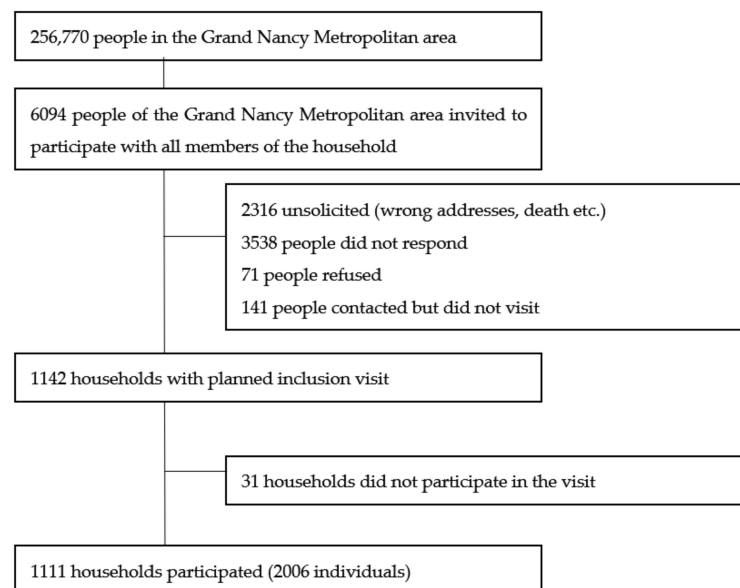 256,770 people in the Grand Nancy Metropolitan area
6094 people of the Grand Nancy Metropolitan area invited to
participate with all members of the household
2316 unsolicited (wrong addresses, death etc.)
3538 people did not respond
71 people refused
141 people contacted but did not visit
1142 households with planned inclusion visit
31 households did not participate in the visit
1111 households participated (2006 individuals)